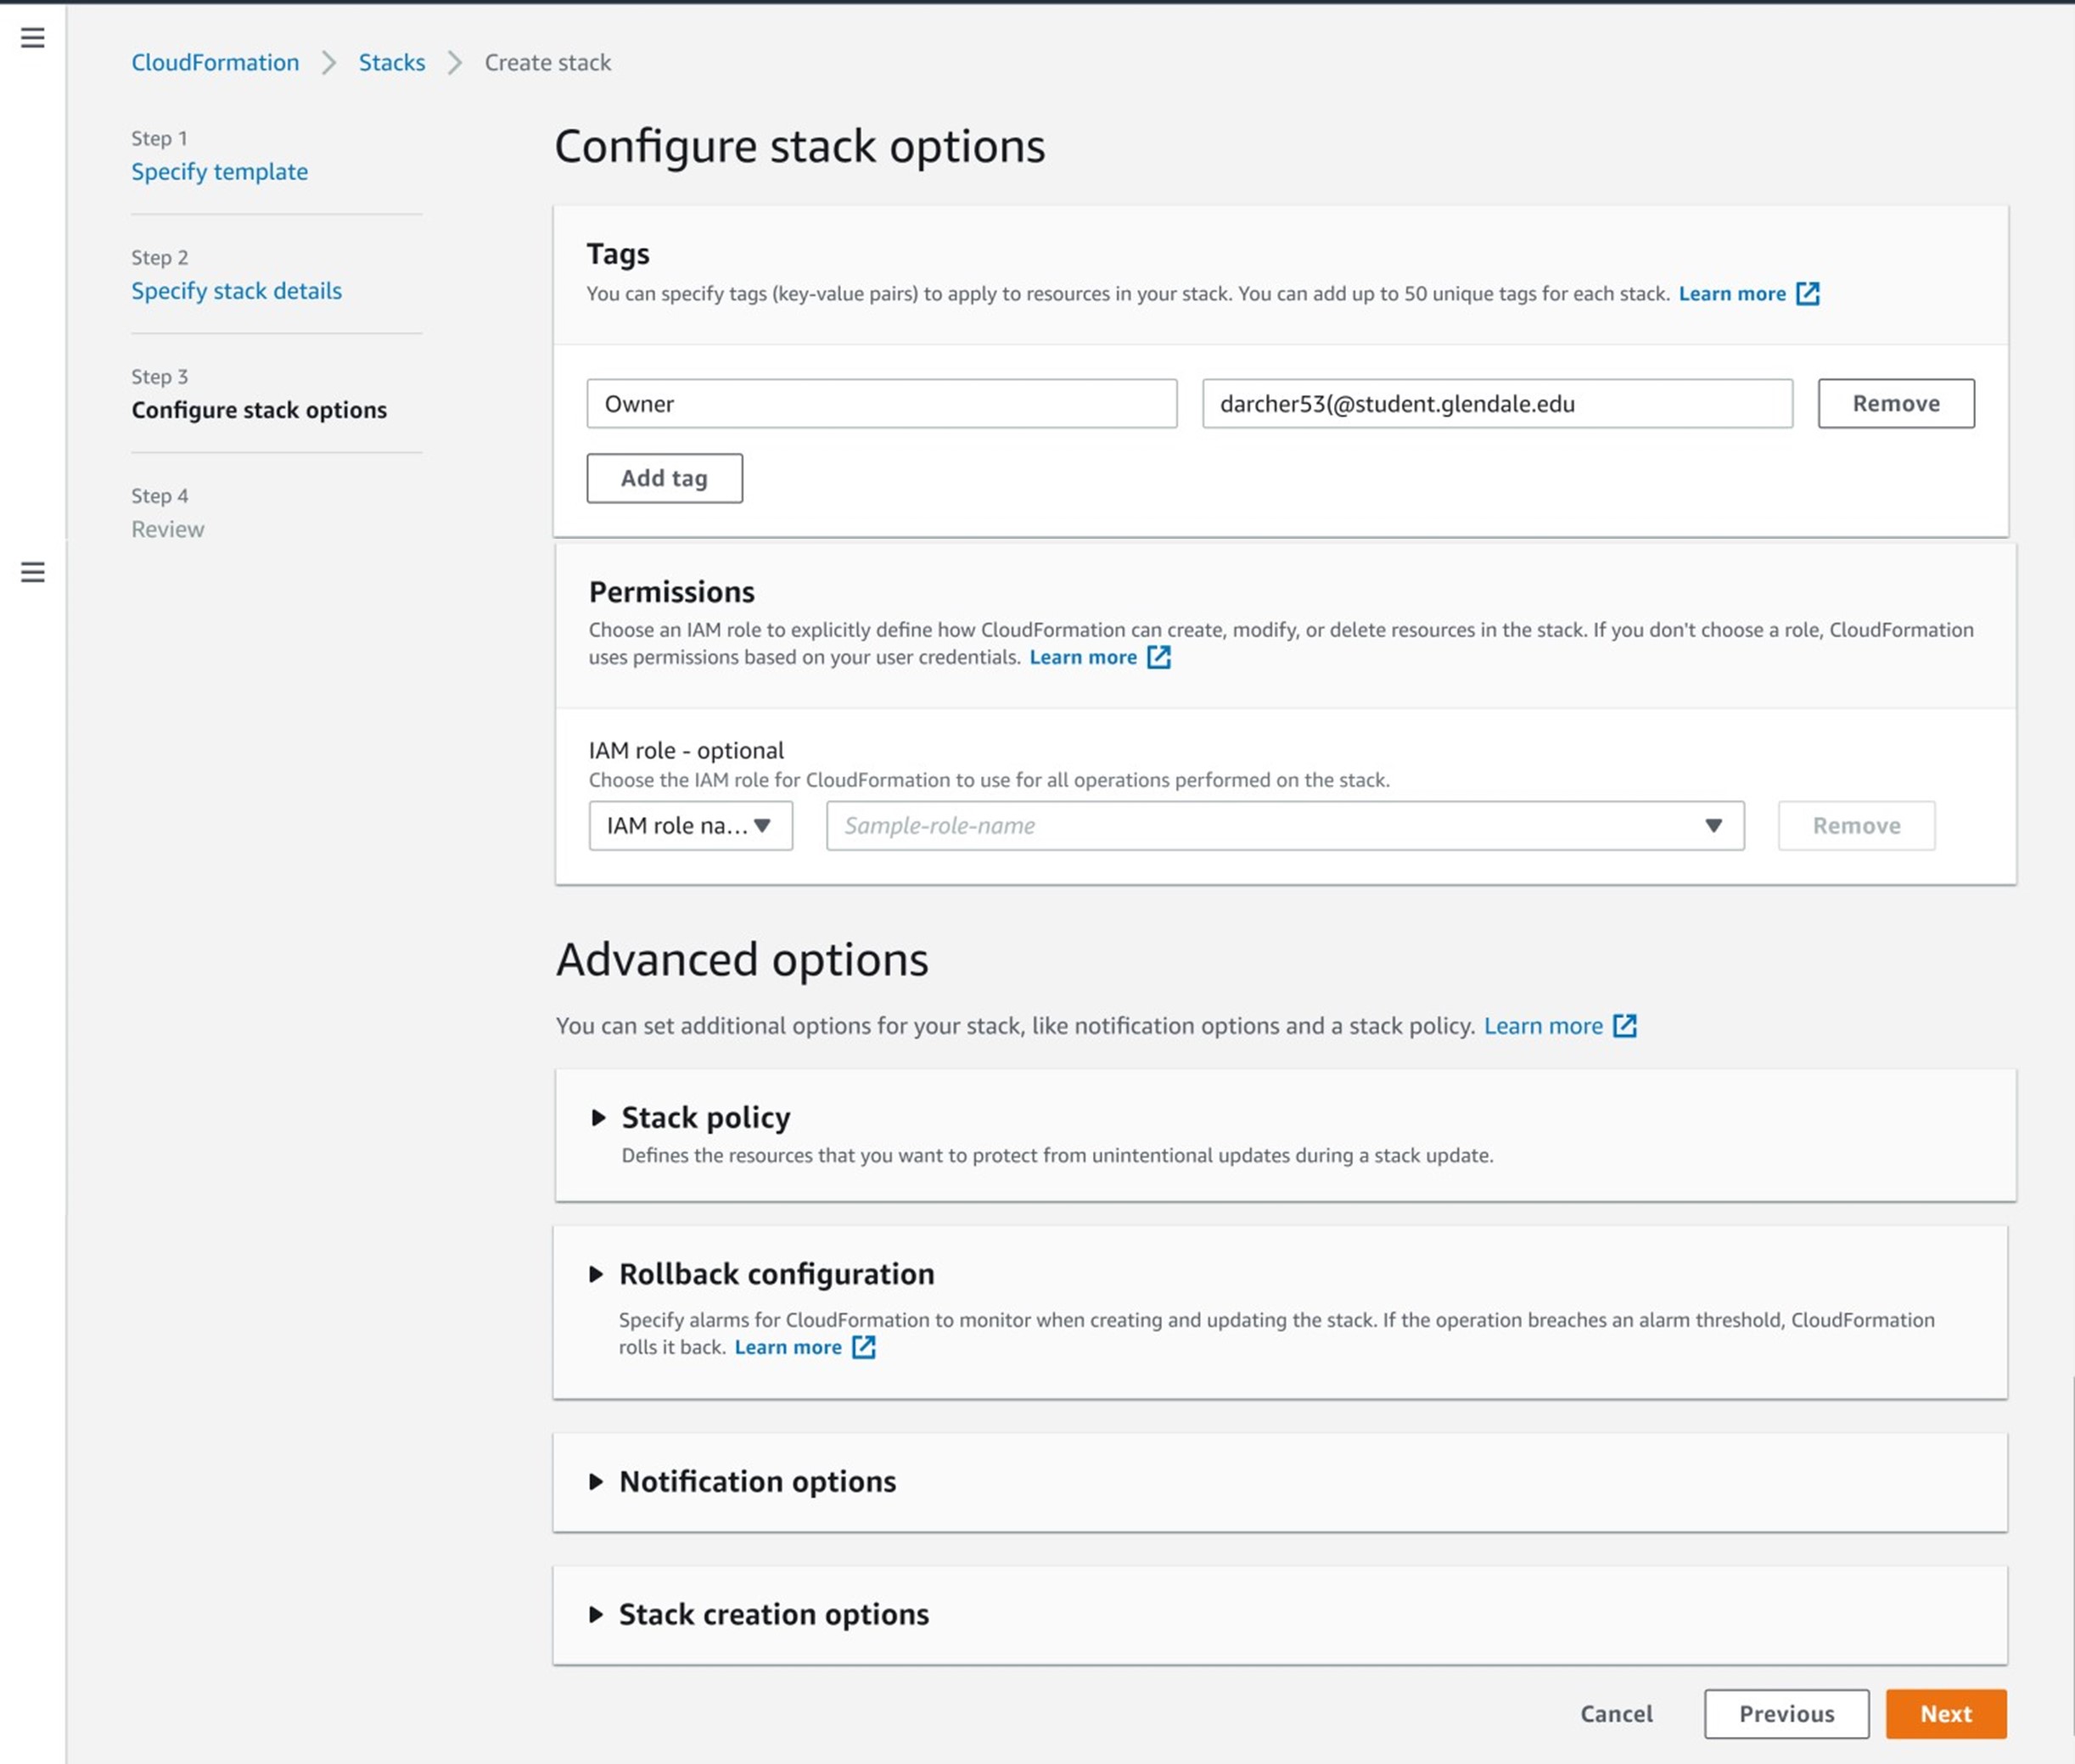 CloudFormation > Stacks > Create stack
Step 1
Specify template
Step 2
Specify stack details
Step 3
Configure stack options
Step 4
Review
Configure stack options
Tags
You can specify tags (key-value pairs) to apply to resources in your stack. You can add up to 50 unique tags for each stack. Learn more
Owner darcher53(@student.glendale.edu Remove
Add tag
Permissions
Choose an IAM role to explicitly define how CloudFormation can create, modify, or delete resources in the stack. If you don't choose a role, CloudFormation
uses permissions based on your user credentials. Learn more
IAM role - optional
Choose the IAM role for CloudFormation to use for all operations performed on the stack.
IAM role na... Sample-role-name Remove
Advanced options
You can set additional options for your stack, like notification options and a stack policy. Learn more
Stack policy
Defines the resources that you want to protect from unintentional updates during a stack update.
Rollback configuration
Specify alarms for CloudFormation to monitor when creating and updating the stack. If the operation breaches an alarm threshold, CloudFormation
rolls it back. Learn more
Notification options
Stack creation options
Cancel Previous Next